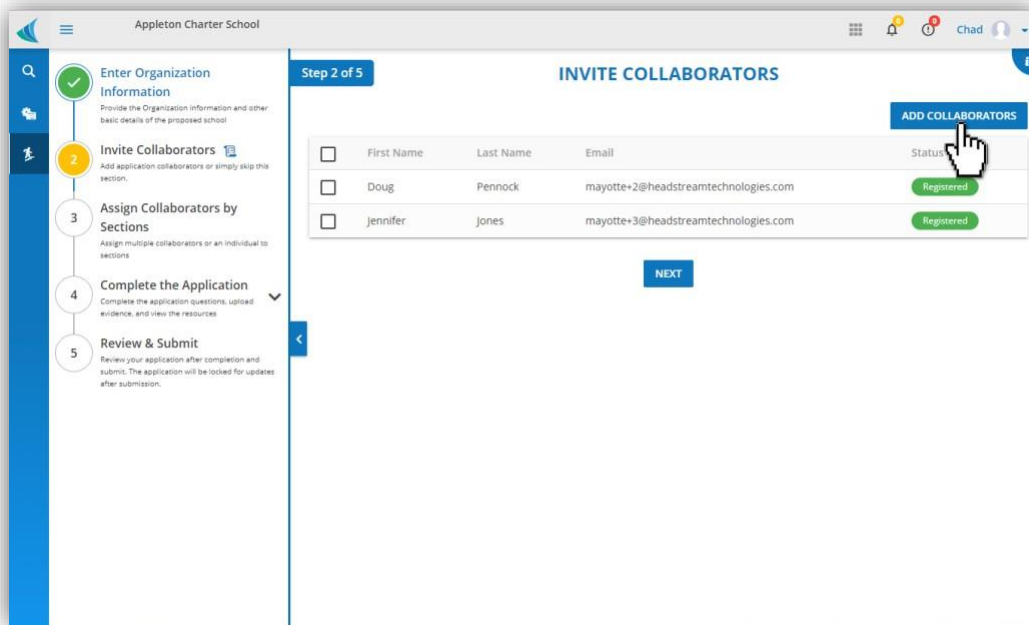 Appleton Charter School
0
0
Chad
Enter Organization
Information
Provide the Organization information and other
basic details of the proposed school
2
Invite Collaborators
Add application collaborators or simply skip this
section.
3
Assign Collaborators by
Sections
Assign multiple collaborators or an individual to
sections
4
Complete the Application
Complete the application questions, upload
evidence, and view the resources
5
Review & Submit
Review your application after completion and
submit. The application will be locked for updates
after submission.
Step 2 of 5
INVITE COLLABORATORS
ADD COLLABORATORS
First Name Last Name Email Status
Doug Pennock mayotte+2@headstreamtechnologies.com Registered
Jennifer Jones mayotte+3@headstreamtechnologies.com Registered
NEXT